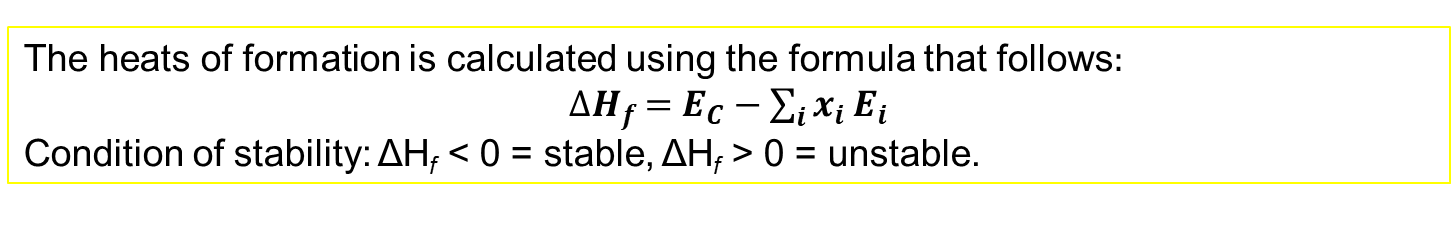 The heats of formation is calculated using the formula that follows:
ΔH_f = E_C − ∑_i x_i E_i
Condition of stability: ΔH_f < 0 = stable, ΔH_f > 0 = unstable.